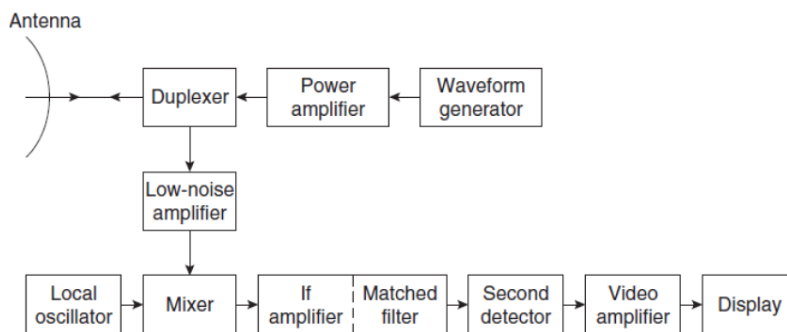 Antenna
Duplexer
Power
amplifier
Waveform
generator
Low-noise
amplifier
Local
oscillator
Mixer
If
amplifier
Matched
filter
Second
detector
Video
amplifier
Display